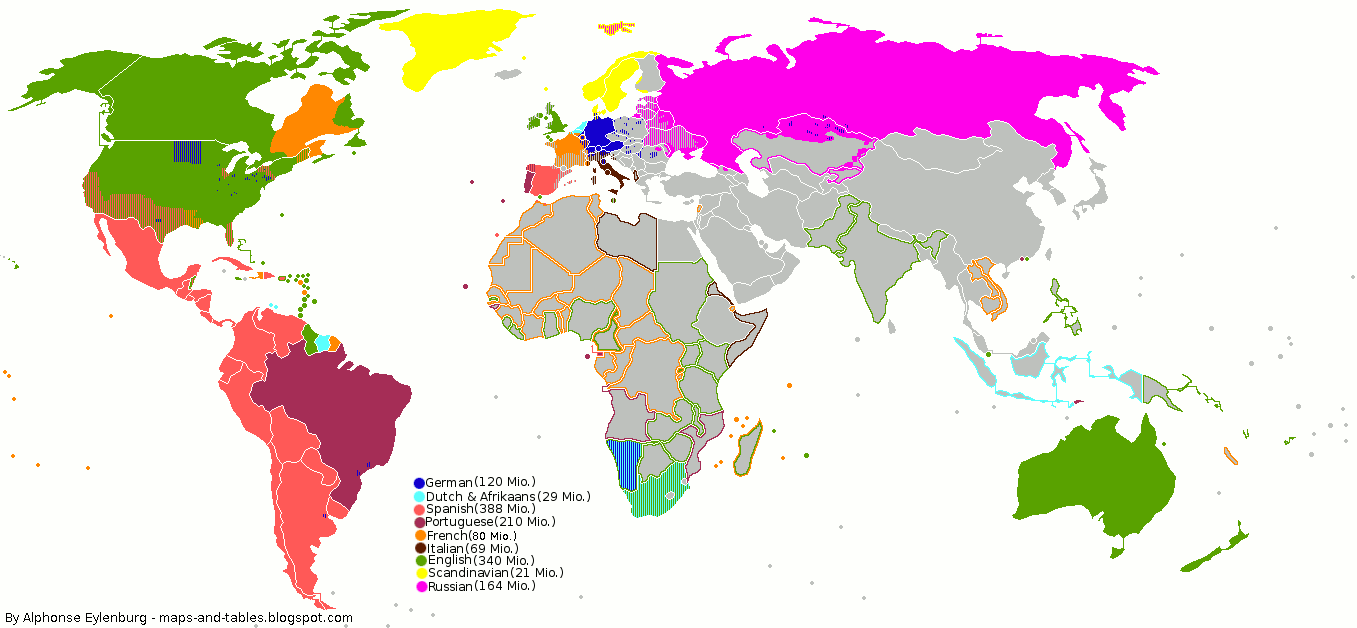 German(120 Mio.)
Dutch & Afrikaans(29 Mio.)
Spanish(388 Mio.)
Portuguese(210 Mio.)
French(80 Mio.)
Italian(69 Mio.)
English(340 Mio.)
Scandinavian(21 Mio.)
Russian(164 Mio.)
By Alphonse Eylenburg - maps-and-tables.blogspot.com